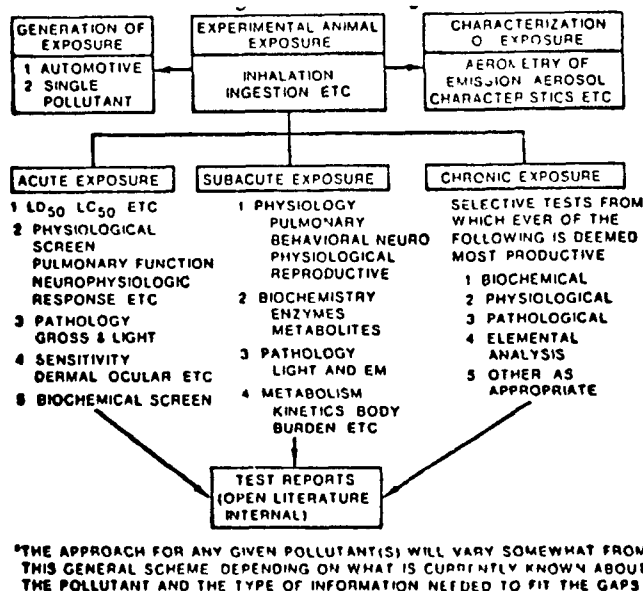 GENERATION OF
EXPOSURE
1 AUTOMOTIVE
2 SINGLE
POLLUTANT
EXPERIMENTAL ANIMAL
EXPOSURE
INHALATION
INGESTION ETC
CHARACTERIZATION
O EXPOSURE
AEROMETRY OF
EMISSION AEROSOL
CHARACTERISTICS ETC
ACUTE EXPOSURE
1 LD50 LC50 ETC
2 PHYSIOLOGICAL
SCREEN
PULMONARY FUNCTION
NEUROPHYSIOLOGIC
RESPONSE ETC
3 PATHOLOGY
GROSS & LIGHT
4 SENSITIVITY
DERMAL OCULAR ETC
5 BIOCHEMICAL SCREEN
SUBACUTE EXPOSURE
1 PHYSIOLOGY
PULMONARY
BEHAVIORAL NEURO
PHYSIOLOGICAL
REPRODUCTIVE
2 BIOCHEMISTRY
ENZYMES
METABOLITES
3 PATHOLOGY
LIGHT AND EM
4 METABOLISM
KINETICS BODY
BURDEN ETC
CHRONIC EXPOSURE
SELECTIVE TESTS FROM
WHICH EVER OF THE
FOLLOWING IS DEEMED
MOST PRODUCTIVE
1 BIOCHEMICAL
2 PHYSIOLOGICAL
3 PATHOLOGICAL
4 ELEMENTAL
ANALYSIS
5 OTHER AS
APPROPRIATE
TEST REPORTS
(OPEN LITERATURE
INTERNAL)
*THE APPROACH FOR ANY GIVEN POLLUTANT(S) WILL VARY SOMEWHAT FROM
THIS GENERAL SCHEME DEPENDING ON WHAT IS CURRENTLY KNOWN ABOUT
THE POLLUTANT AND THE TYPE OF INFORMATION NEEDED TO FIT THE GAPS